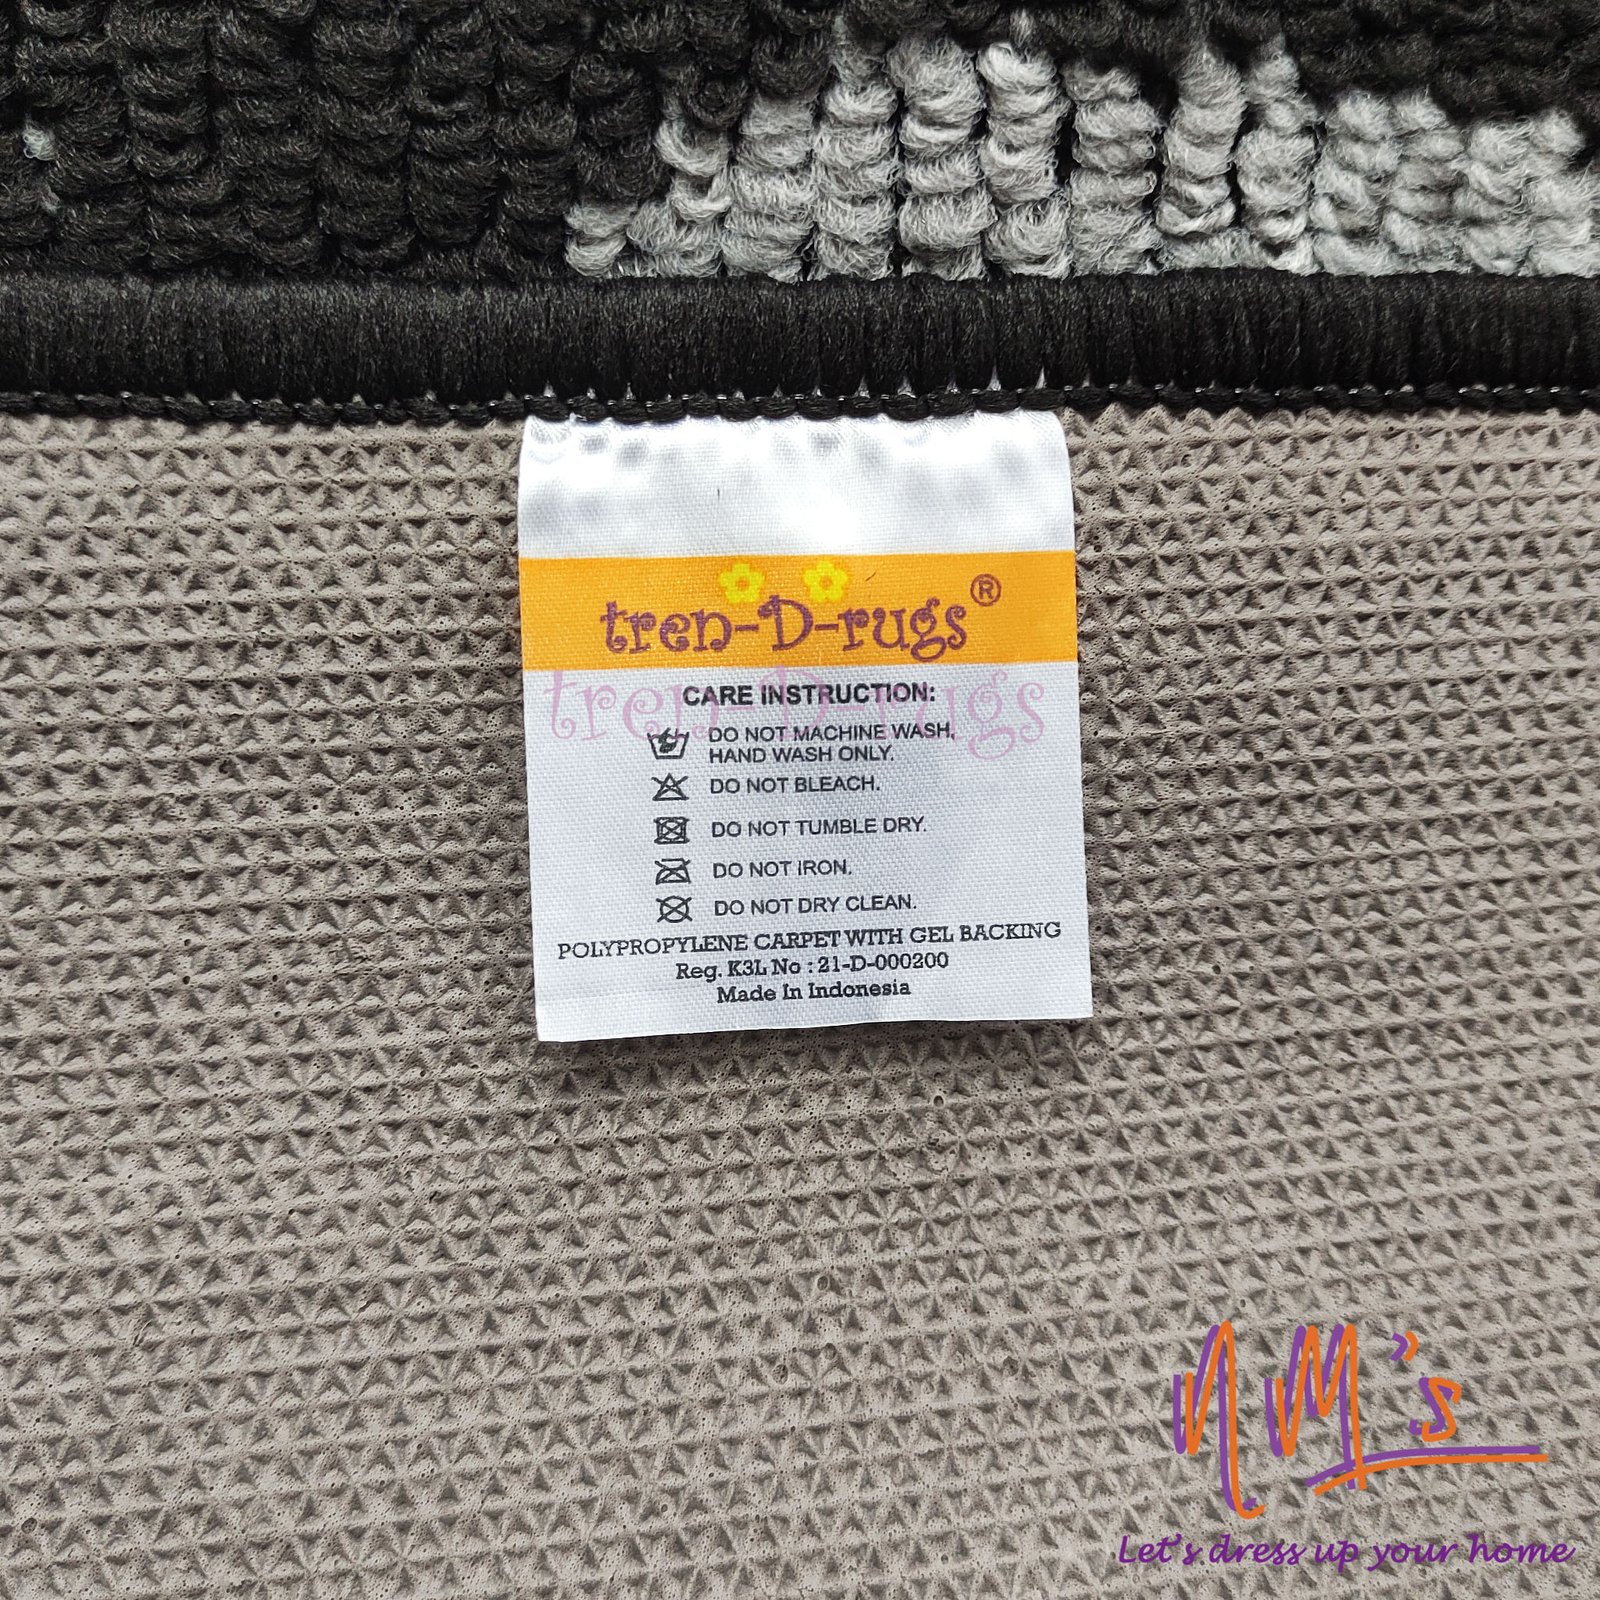 tren-D-rugs®
tren-D-rugs
CARE INSTRUCTION:
DO NOT MACHINE WASH,
HAND WASH ONLY.
DO NOT BLEACH.
DO NOT TUMBLE DRY.
DO NOT IRON.
DO NOT DRY CLEAN.
POLYPROPYLENE CARPET WITH GEL BACKING
Reg. K3L No : 21-D-000200
Made In Indonesia
NM's
Let's dress up your home